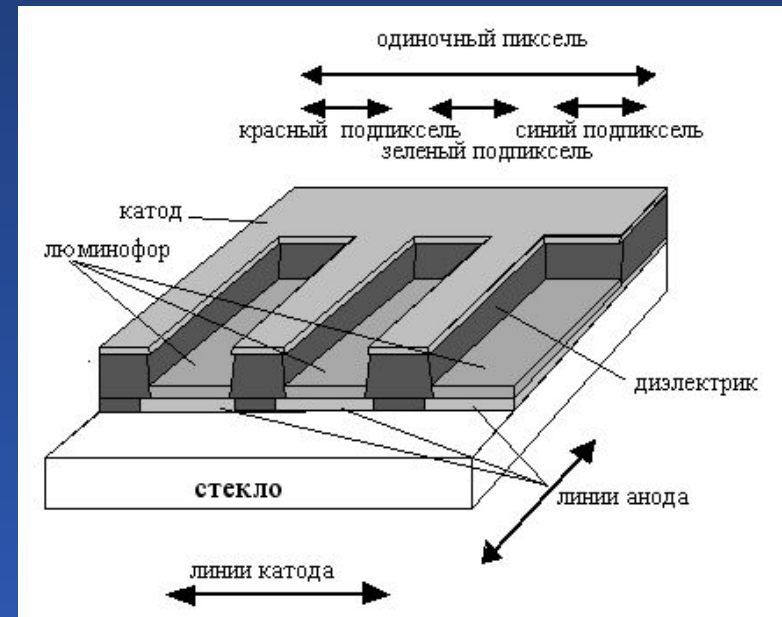 одиночный пиксель
красный подпиксель
синий подпиксель
зеленый подпиксель
катод
люминофор
диэлектрик
стекло
линии анода
линии катода